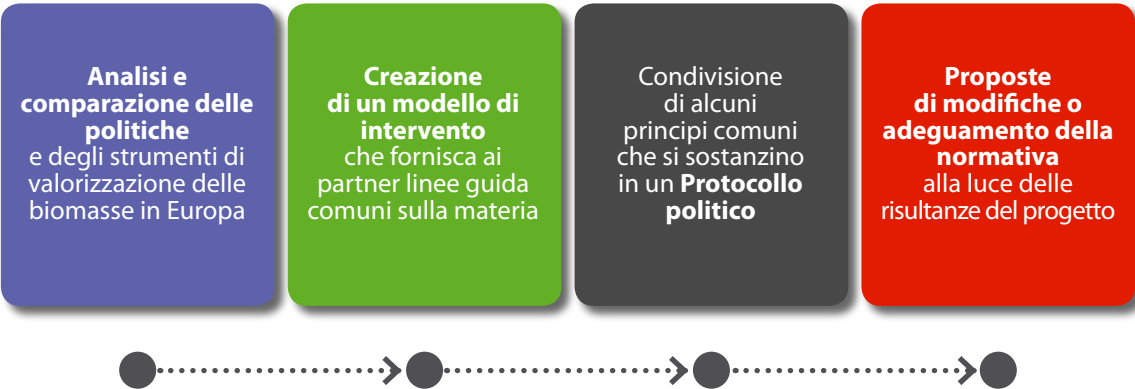 Analisi e
comparazione delle
politiche
e degli strumenti di
valorizzazione delle
biomasse in Europa
Creazione
di un modello di
intervento
che fornisca ai
partner linee guida
comuni sulla materia
Condivisione
di alcuni
principi comuni
che si sostanzino
in un Protocollo
politico
Proposte
di modifiche o
adeguamento della
normativa
alla luce delle
risultanze del progetto